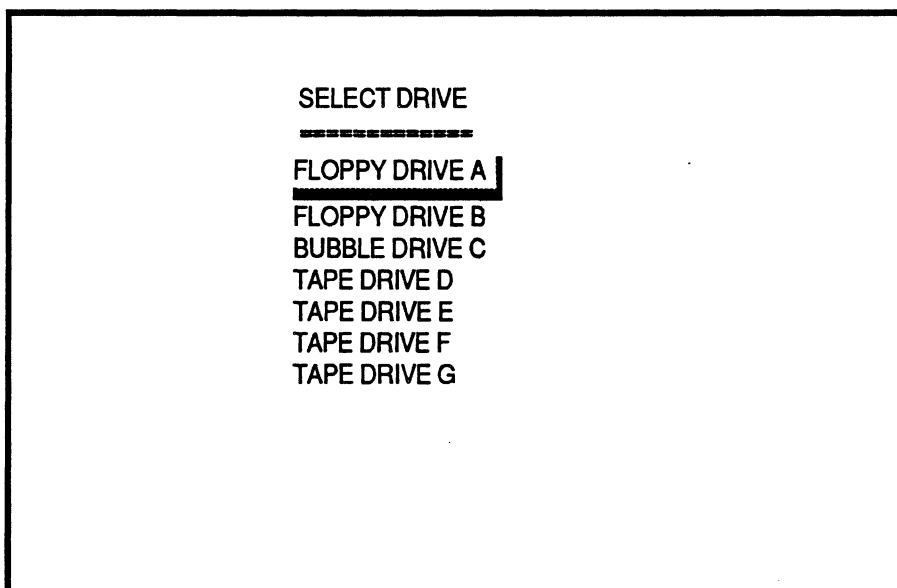 SELECT DRIVE
=============
FLOPPY DRIVE A
FLOPPY DRIVE B
BUBBLE DRIVE C
TAPE DRIVE D
TAPE DRIVE E
TAPE DRIVE F
TAPE DRIVE G